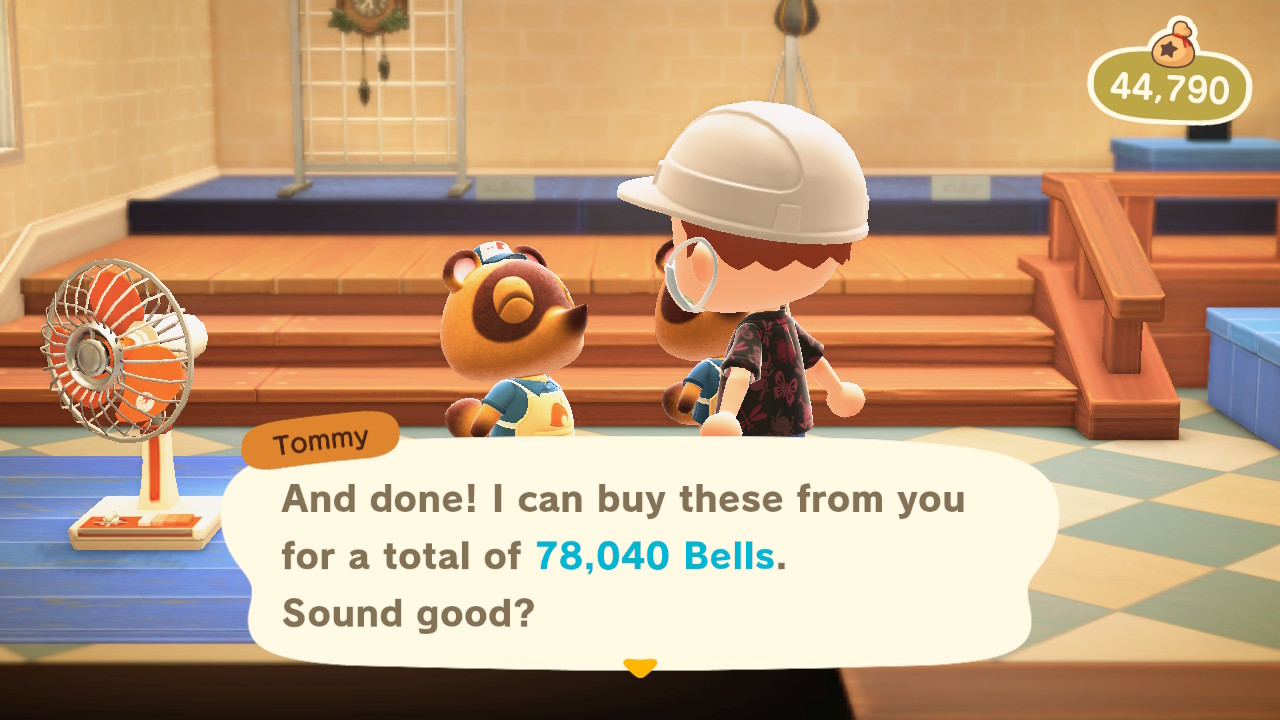 44,790
Tommy
And done! I can buy these from you
for a total of 78,040 Bells.
Sound good?